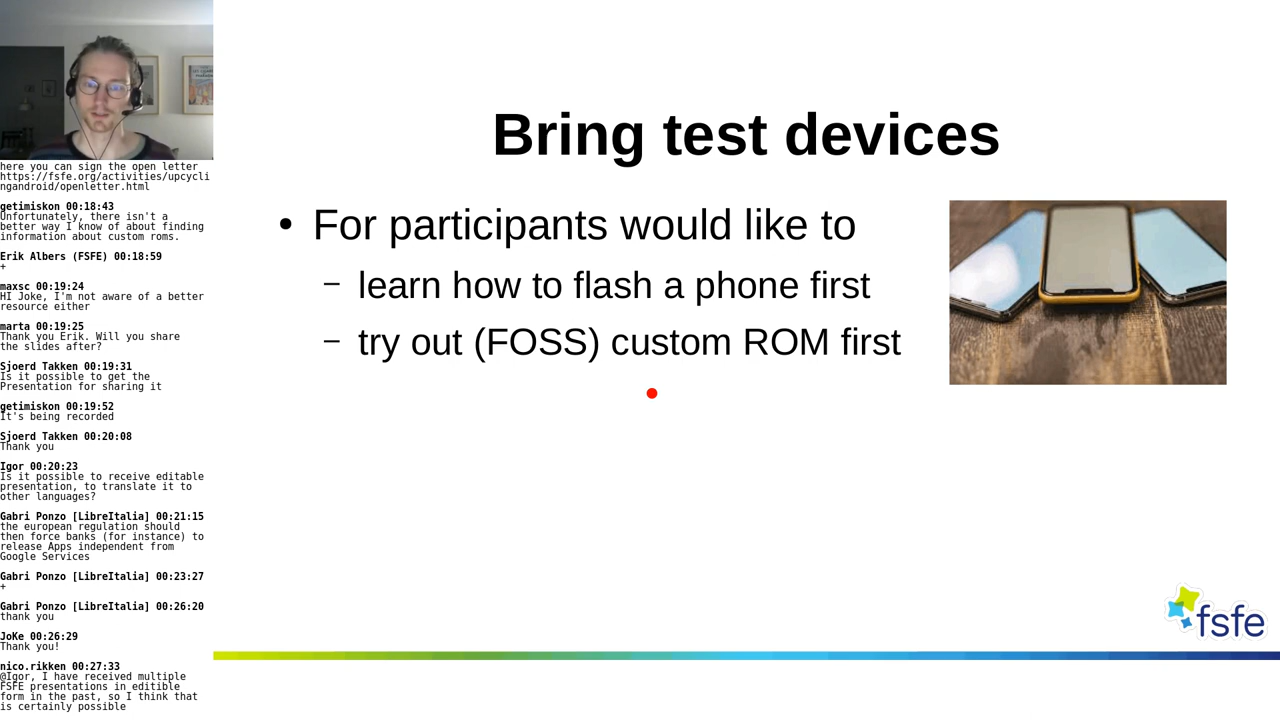 here you can sign the open letter
https://fsfe.org/activities/upcycli
ngandroid/openletter.html
getimiskon 00:18:43
Unfortunately, there isn't a
better way I know of about finding
information about custom roms.
Erik Albers (FSFE) 00:18:59
+
maxsc 00:19:24
HI Joke, I'm not aware of a better
resource either
marta 00:19:25
Thank you Erik. Will you share
the slides after?
Sjoerd Takken 00:19:31
Is it possible to get the
Presentation for sharing it
getimiskon 00:19:52
It's being recorded
Sjoerd Takken 00:20:08
Thank you
Igor 00:20:23
Is it possible to receive editable
presentation, to translate it to
other languages?
Gabri Ponzo [LibreItalia] 00:21:15
the european regulation should
then force banks (for instance) to
release Apps independent from
Google Services
Gabri Ponzo [LibreItalia] 00:23:27
+
Gabri Ponzo [LibreItalia] 00:26:20
thank you
JoKe 00:26:29
Thank you!
nico.rikken 00:27:33
@Igor, I have received multiple
FSFE presentations in editible
form in the past, so I think that
is certainly possible
Bring test devices
• For participants would like to
– learn how to flash a phone first
– try out (FOSS) custom ROM first
fsfe